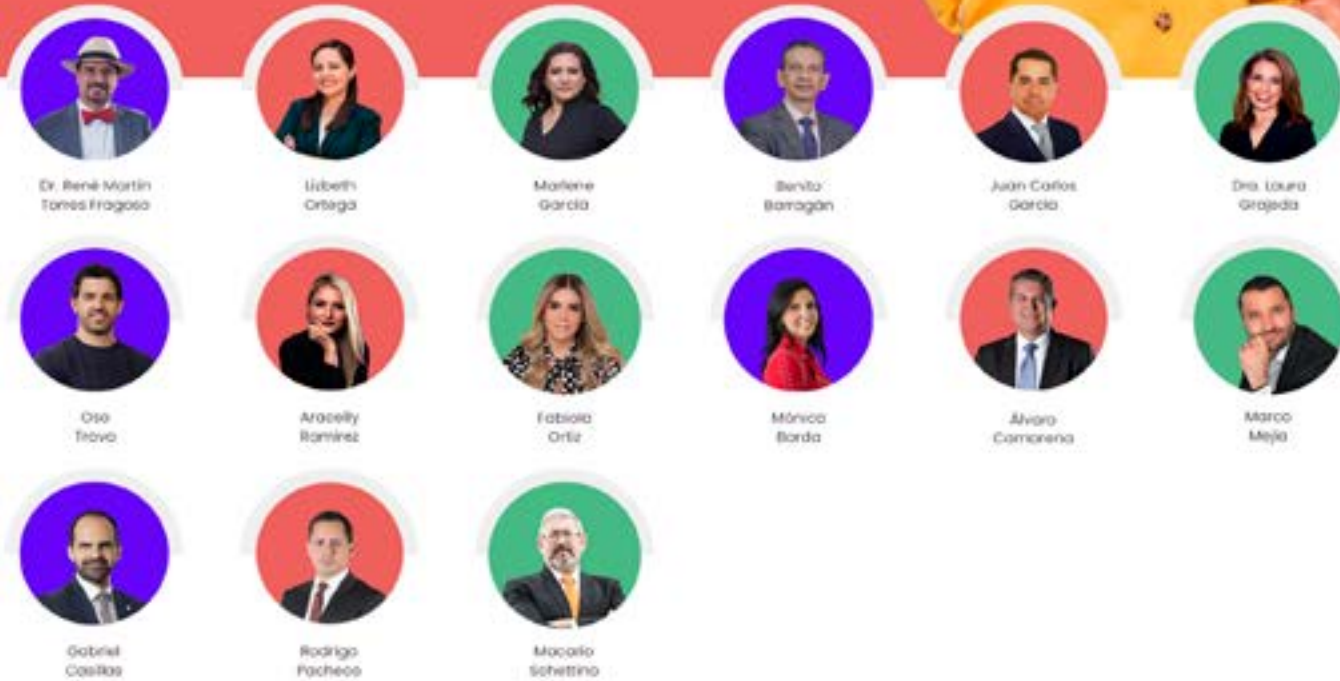 Dr. René Martín
Torres Fragoso
Lizbeth
Ortega
Marlene
García
Benito
Barragán
Juan Carlos
García
Dra. Laura
Grajeda
Oso
Trava
Aracelly
Ramírez
Fabiola
Ortiz
Mónica
Borda
Álvaro
Camarena
Marco
Mejía
Gabriel
Casillas
Rodrigo
Pacheco
Macario
Schettino